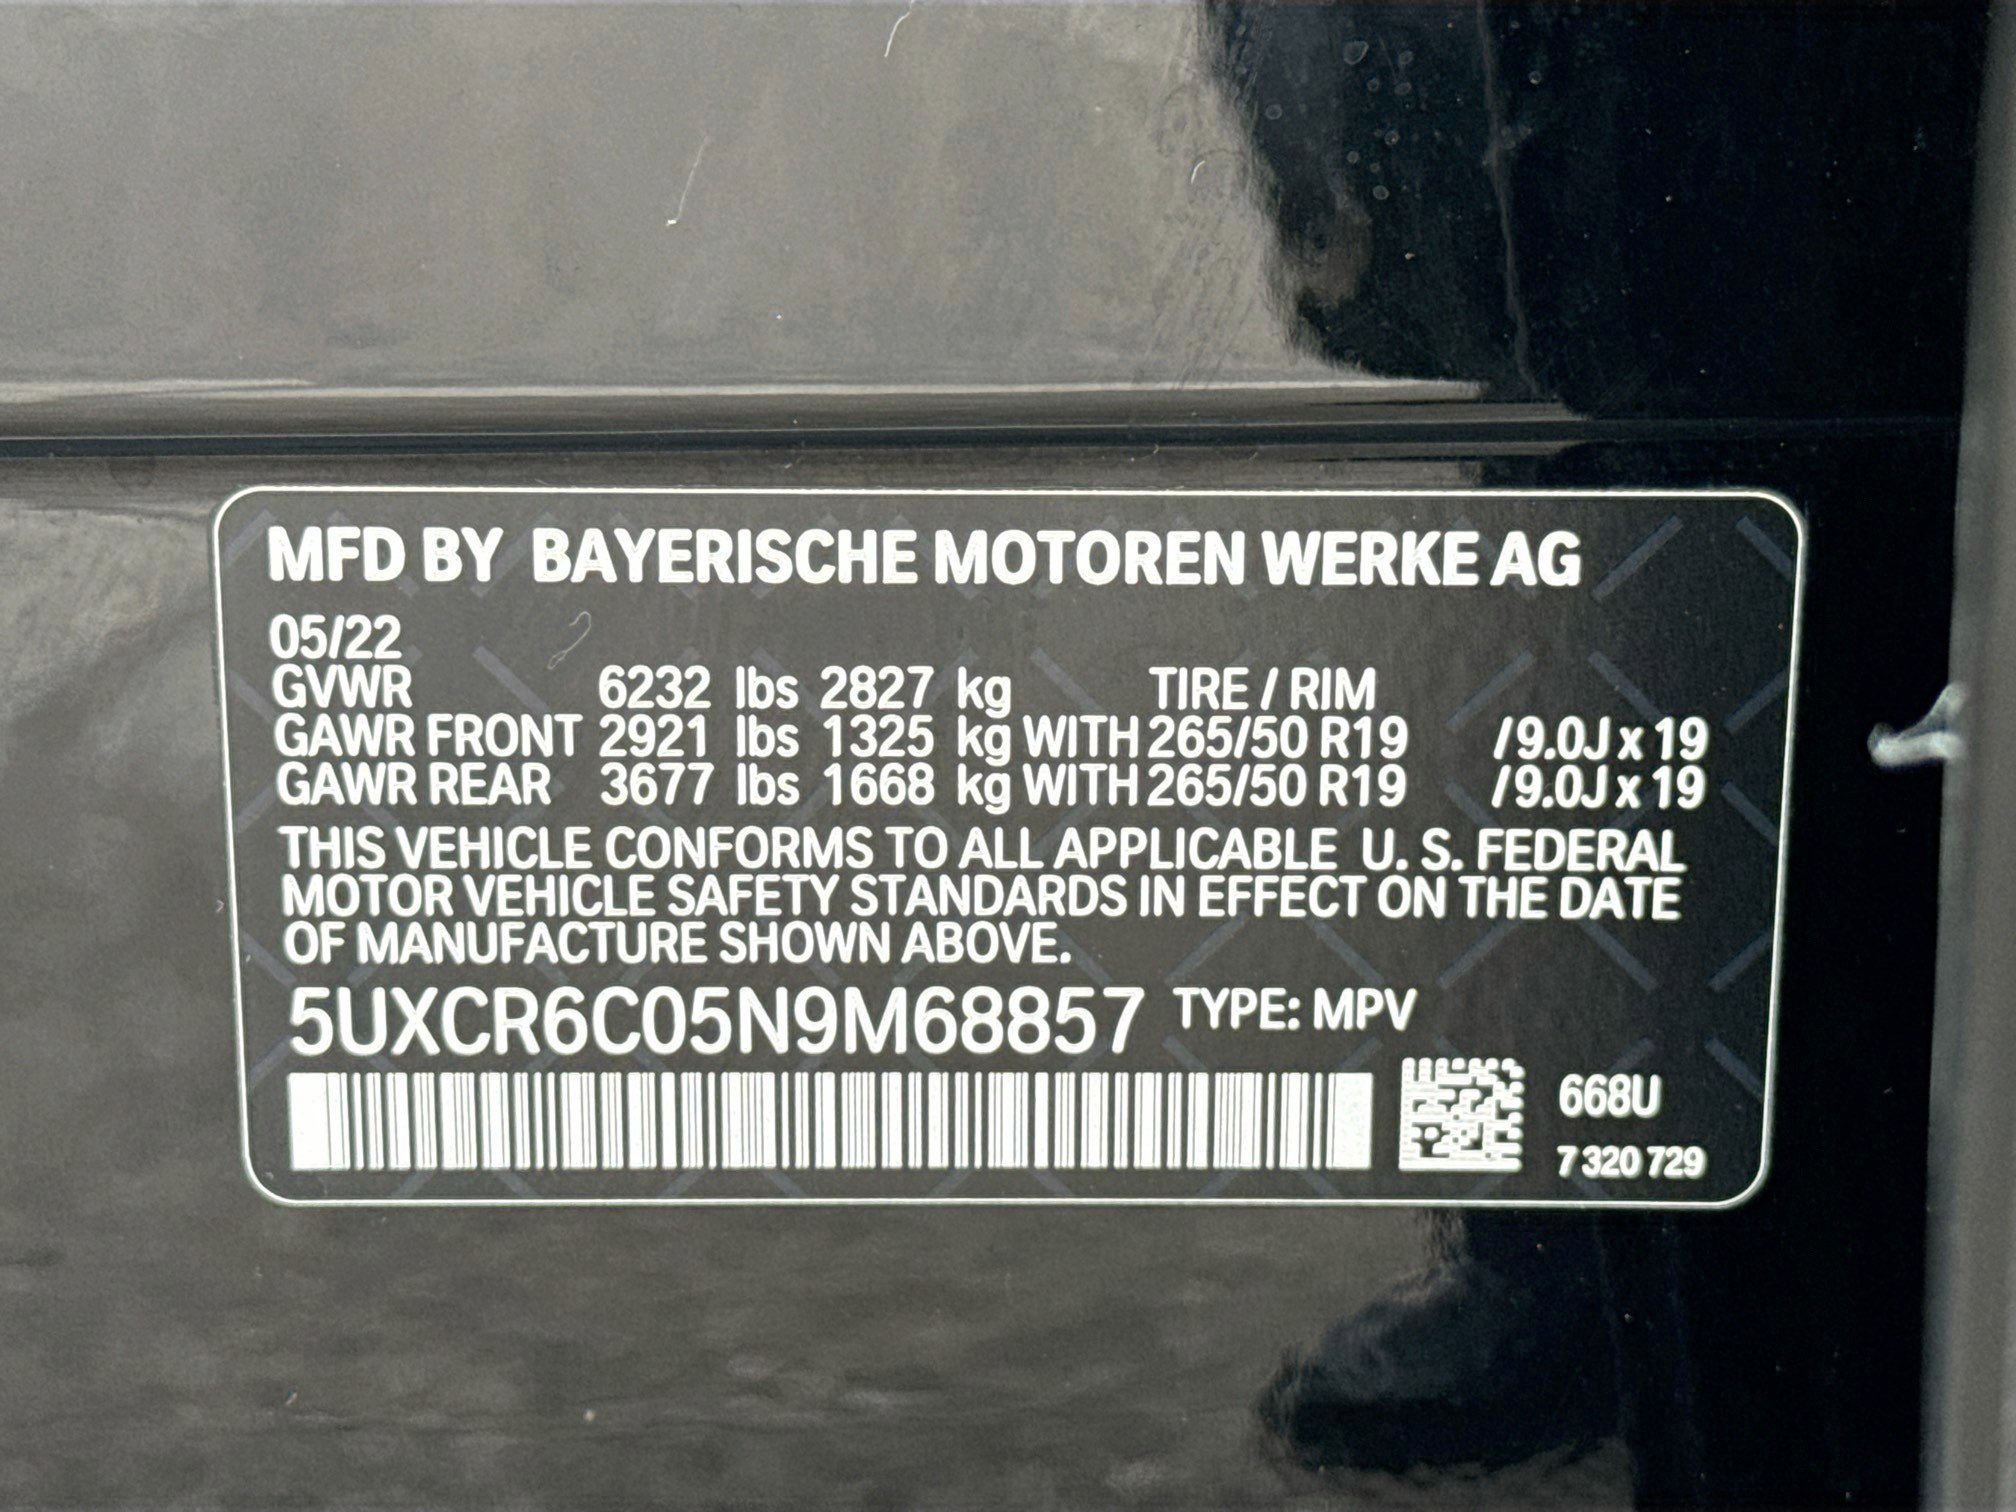 MFD BY BAYERISCHE MOTOREN WERKE AG
05/22
GVWR 6232 lbs 2827 kg TIRE / RIM
GAWR FRONT 2921 lbs 1325 kg WITH 265/50 R19 /9.0J x 19
GAWR REAR 3677 lbs 1668 kg WITH 265/50 R19 /9.0J x 19
THIS VEHICLE CONFORMS TO ALL APPLICABLE U. S. FEDERAL
MOTOR VEHICLE SAFETY STANDARDS IN EFFECT ON THE DATE
OF MANUFACTURE SHOWN ABOVE.
5UXCR6C05N9M68857 TYPE: MPV
668U
7 320 729